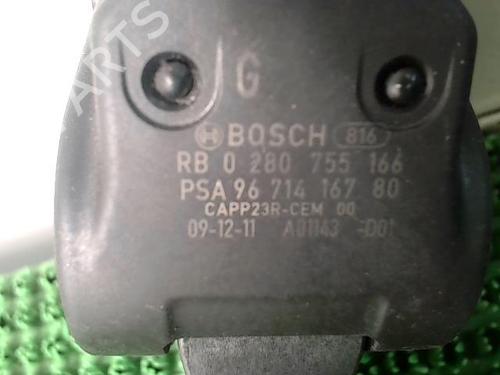 G
BOSCH 816
RB 0 280 755 166
PSA 96 714 167 80
CAPP23R-CEM 00
09-12-11 A01143 -D01